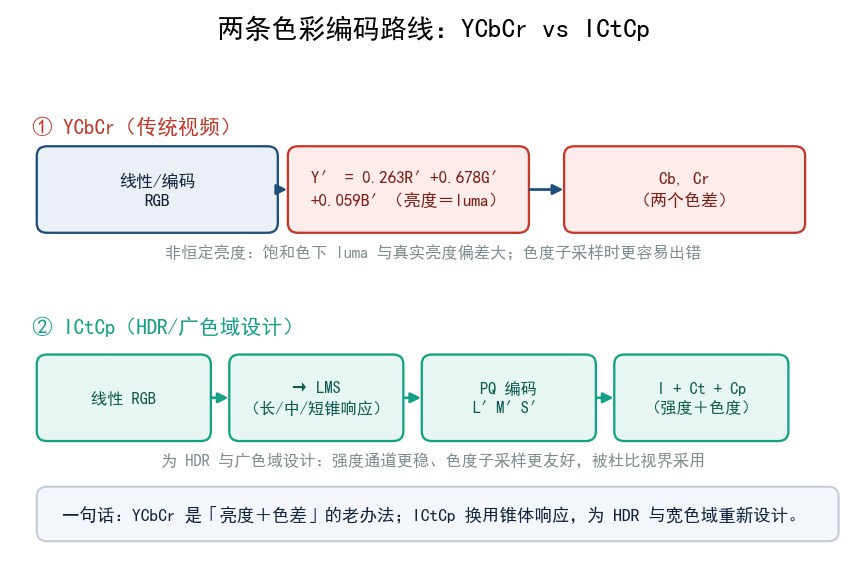 两条色彩编码路线：YCbCr vs ICtCp
① YCbCr（传统视频）
线性/编码
RGB
Y′ = 0.263R′+0.678G′
+0.059B′（亮度＝luma）
Cb, Cr
（两个色差）
非恒定亮度：饱和色下 luma 与真实亮度偏差大；色度子采样时更容易出错
② ICtCp（HDR/广色域设计）
线性 RGB
→ LMS
（长/中/短锥响应）
PQ 编码
L′M′S′
I + Ct + Cp
（强度＋色度）
为 HDR 与广色域设计：强度通道更稳、色度子采样更友好，被杜比视界采用
一句话：YCbCr 是「亮度＋色差」的老办法；ICtCp 换用锥体响应，为 HDR 与宽色域重新设计。